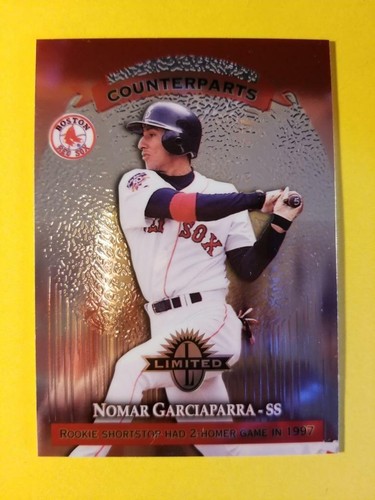 COUNTERPARTS
BOSTON
RED SOX
SOX
L
LIMITED
NOMAR GARCIAPARRA - SS
ROOKIE SHORTSTOP HAD 2 HOMER GAME IN 1997